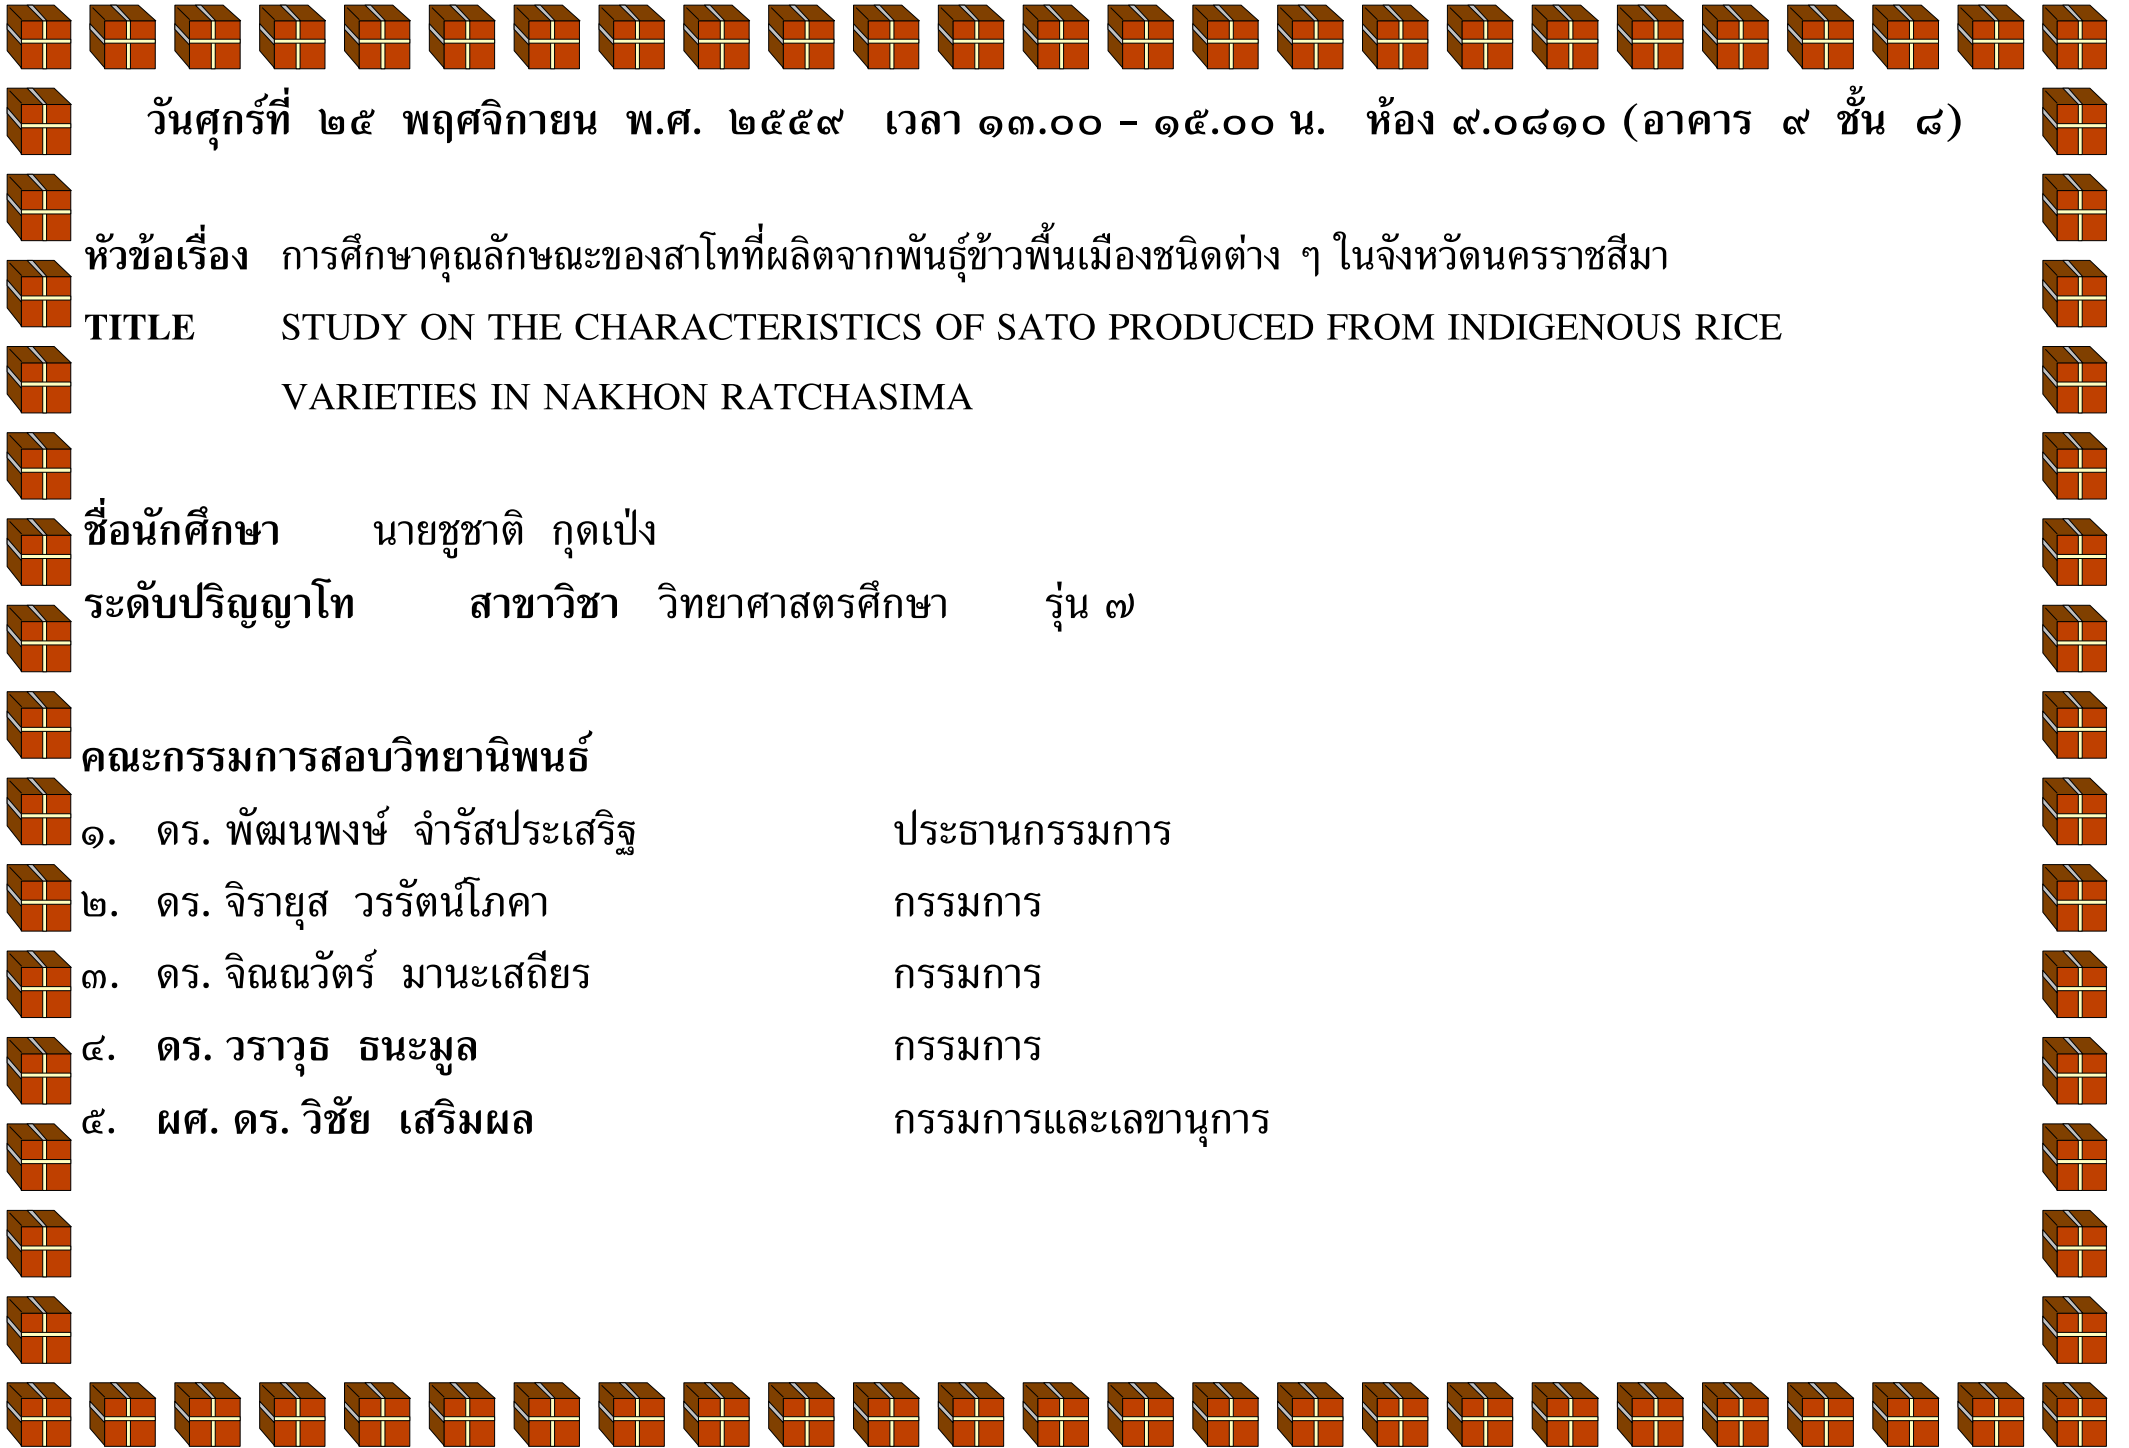 วันศุกร์ที่ ๒๕ พฤศจิกายน พ.ศ. ๒๕๕๙ เวลา ๑๓.๐๐ – ๑๕.๐๐ น. ห้อง ๙.๐๘๑๐ (อาคาร ๙ ชั้น ๘)
หัวข้อเรื่อง การศึกษาคุณลักษณะของสาโทที่ผลิตจากพันธุ์ข้าวพื้นเมืองชนิดต่าง ๆ ในจังหวัดนครราชสีมา
TITLE STUDY ON THE CHARACTERISTICS OF SATO PRODUCED FROM INDIGENOUS RICE
VARIETIES IN NAKHON RATCHASIMA
ชื่อนักศึกษา นายชูชาติ กุดเป่ง
ระดับปริญญาโท สาขาวิชา วิทยาศาสตรศึกษา รุ่น ๗
คณะกรรมการสอบวิทยานิพนธ์
๑. ดร. พัฒนพงษ์ จำรัสประเสริฐ ประธานกรรมการ
๒. ดร. จิรายุส วรรัตน์โภคา กรรมการ
๓. ดร. จิณณวัตร์ มานะเสถียร กรรมการ
๔. ดร. วราวุธ ธนะมูล กรรมการ
๕. ผศ. ดร. วิชัย เสริมผล กรรมการและเลขานุการ